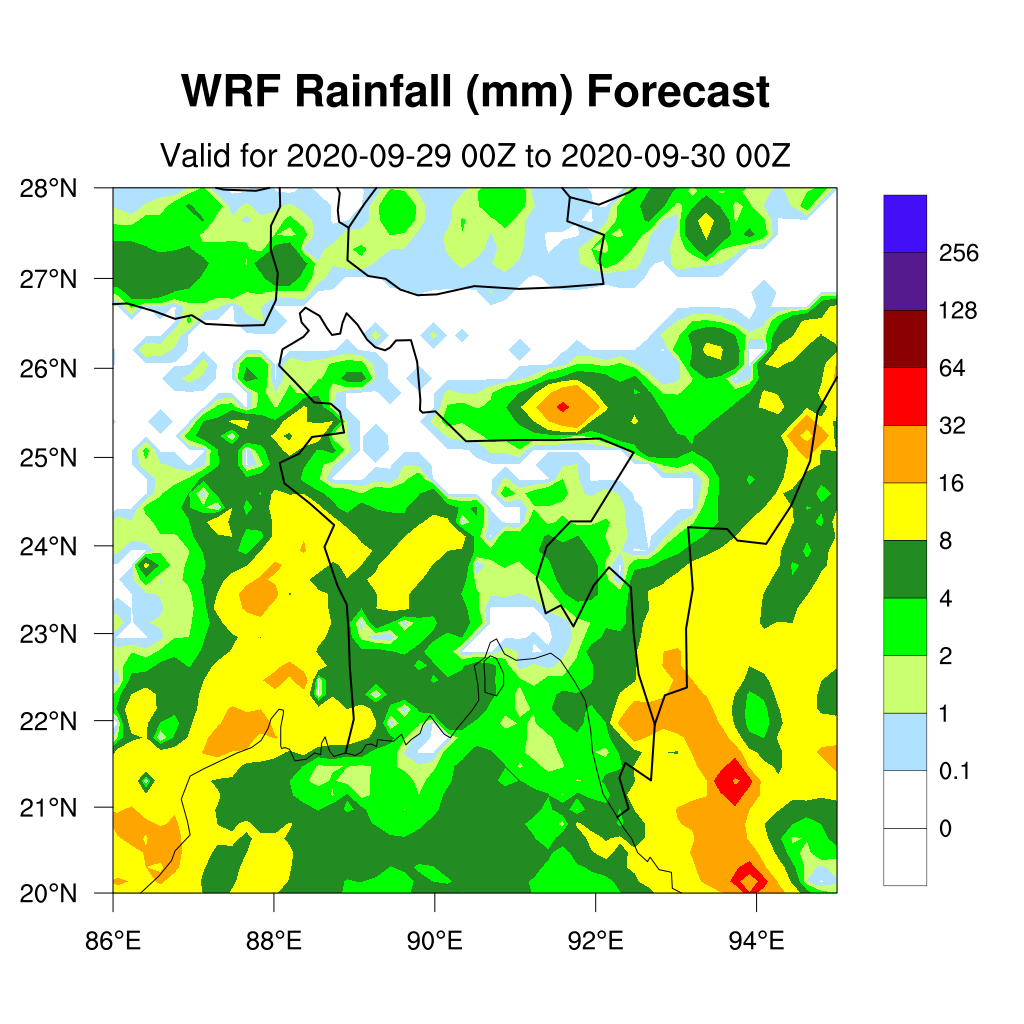 WRF Rainfall (mm) Forecast
Valid for 2020-09-29 00Z to 2020-09-30 00Z
28°N
27°N
26°N
25°N
24°N
23°N
22°N
21°N
20°N
86°E 88°E 90°E 92°E 94°E
256
128
64
32
16
8
4
2
1
0.1
0